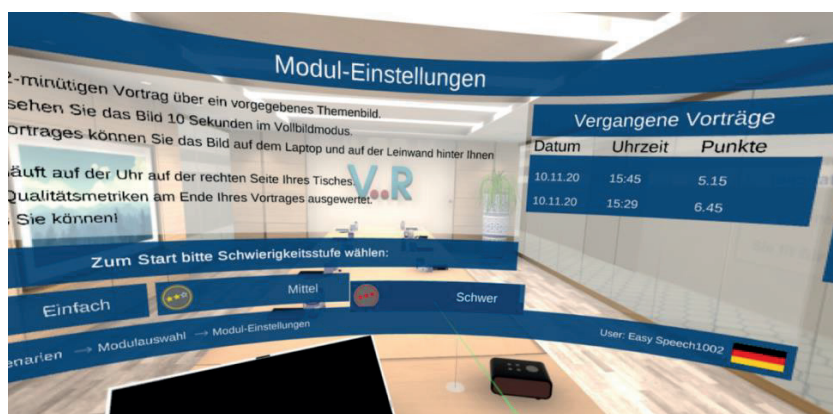 Modul-Einstellungen
2-minütigen Vortrag über ein vorgegebenes Themenbild.
sehen Sie das Bild 10 Sekunden im Vollbildmodus.
ortrages können Sie das Bild auf dem Laptop und auf der Leinwand hinter Ihnen
äuft auf der Uhr auf der rechten Seite Ihres Tisches.
Qualitätsmetriken am Ende Ihres Vortrages ausgewertet.
Sie können!
V..R
Vergangene Vorträge
Datum Uhrzeit Punkte
10.11.20 15:45 5.15
10.11.20 15:29 6.45
Zum Start bitte Schwierigkeitsstufe wählen:
Einfach Mittel Schwer
enarien → Modulauswahl → Modul-Einstellungen
User: Easy Speech1002